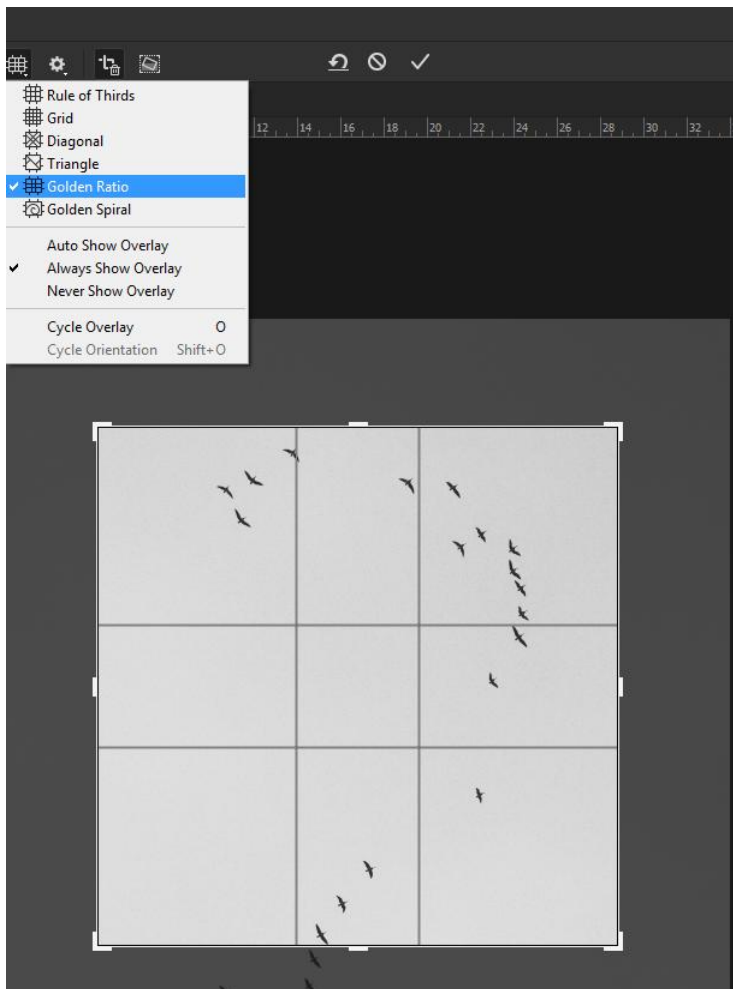 12 14 16 18 20 22 24 26 28 30 32
Rule of Thirds
Grid
Diagonal
Triangle
Golden Ratio
Golden Spiral
Auto Show Overlay
Always Show Overlay
Never Show Overlay
Cycle Overlay O
Cycle Orientation Shift+O